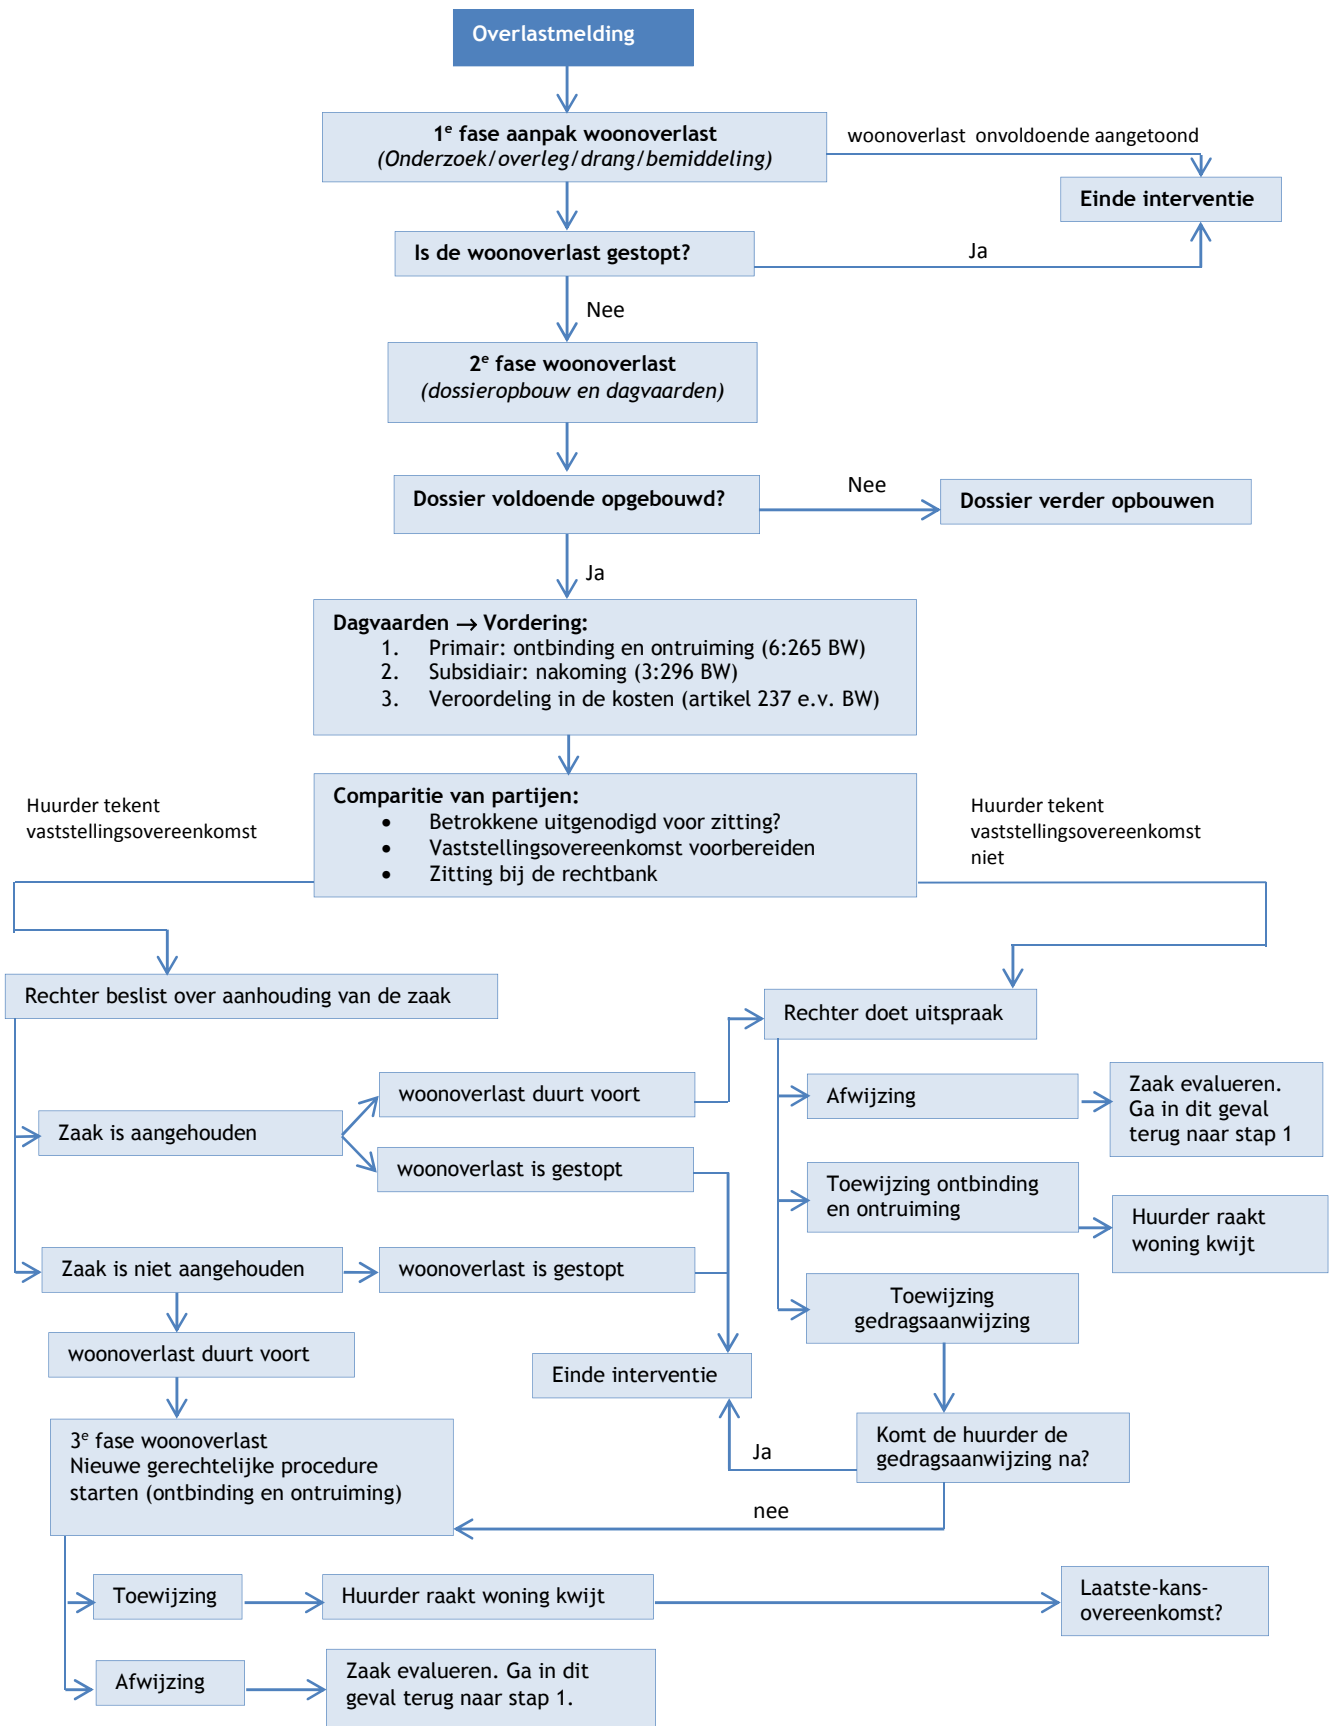 Overlastmelding
1e fase aanpak woonoverlast
(Onderzoek/overleg/drang/bemiddeling)
woonoverlast onvoldoende aangetoond
Einde interventie
Is de woonoverlast gestopt?
Ja
Nee
2e fase woonoverlast
(dossieropbouw en dagvaarden)
Dossier voldoende opgebouwd?
Nee
Dossier verder opbouwen
Ja
Dagvaarden → Vordering:
1. Primair: ontbinding en ontruiming (6:265 BW)
2. Subsidiair: nakoming (3:296 BW)
3. Veroordeling in de kosten (artikel 237 e.v. BW)
Huurder tekent
vaststellingsovereenkomst
Comparitie van partijen:
• Betrokkene uitgenodigd voor zitting?
• Vaststellingsovereenkomst voorbereiden
• Zitting bij de rechtbank
Huurder tekent
vaststellingsovereenkomst
niet
Rechter beslist over aanhouding van de zaak
Rechter doet uitspraak
woonoverlast duurt voort
Zaak is aangehouden
woonoverlast is gestopt
Afwijzing
Zaak evalueren.
Ga in dit geval
terug naar stap 1
Toewijzing ontbinding
en ontruiming
Huurder raakt
woning kwijt
Zaak is niet aangehouden
woonoverlast is gestopt
Toewijzing
gedragsaanwijzing
woonoverlast duurt voort
Einde interventie
3e fase woonoverlast
Nieuwe gerechtelijke procedure
starten (ontbinding en ontruiming)
Komt de huurder de
gedragsaanwijzing na?
Ja
nee
Toewijzing
Huurder raakt woning kwijt
Laatste-kans-
overeenkomst?
Afwijzing
Zaak evalueren. Ga in dit
geval terug naar stap 1.